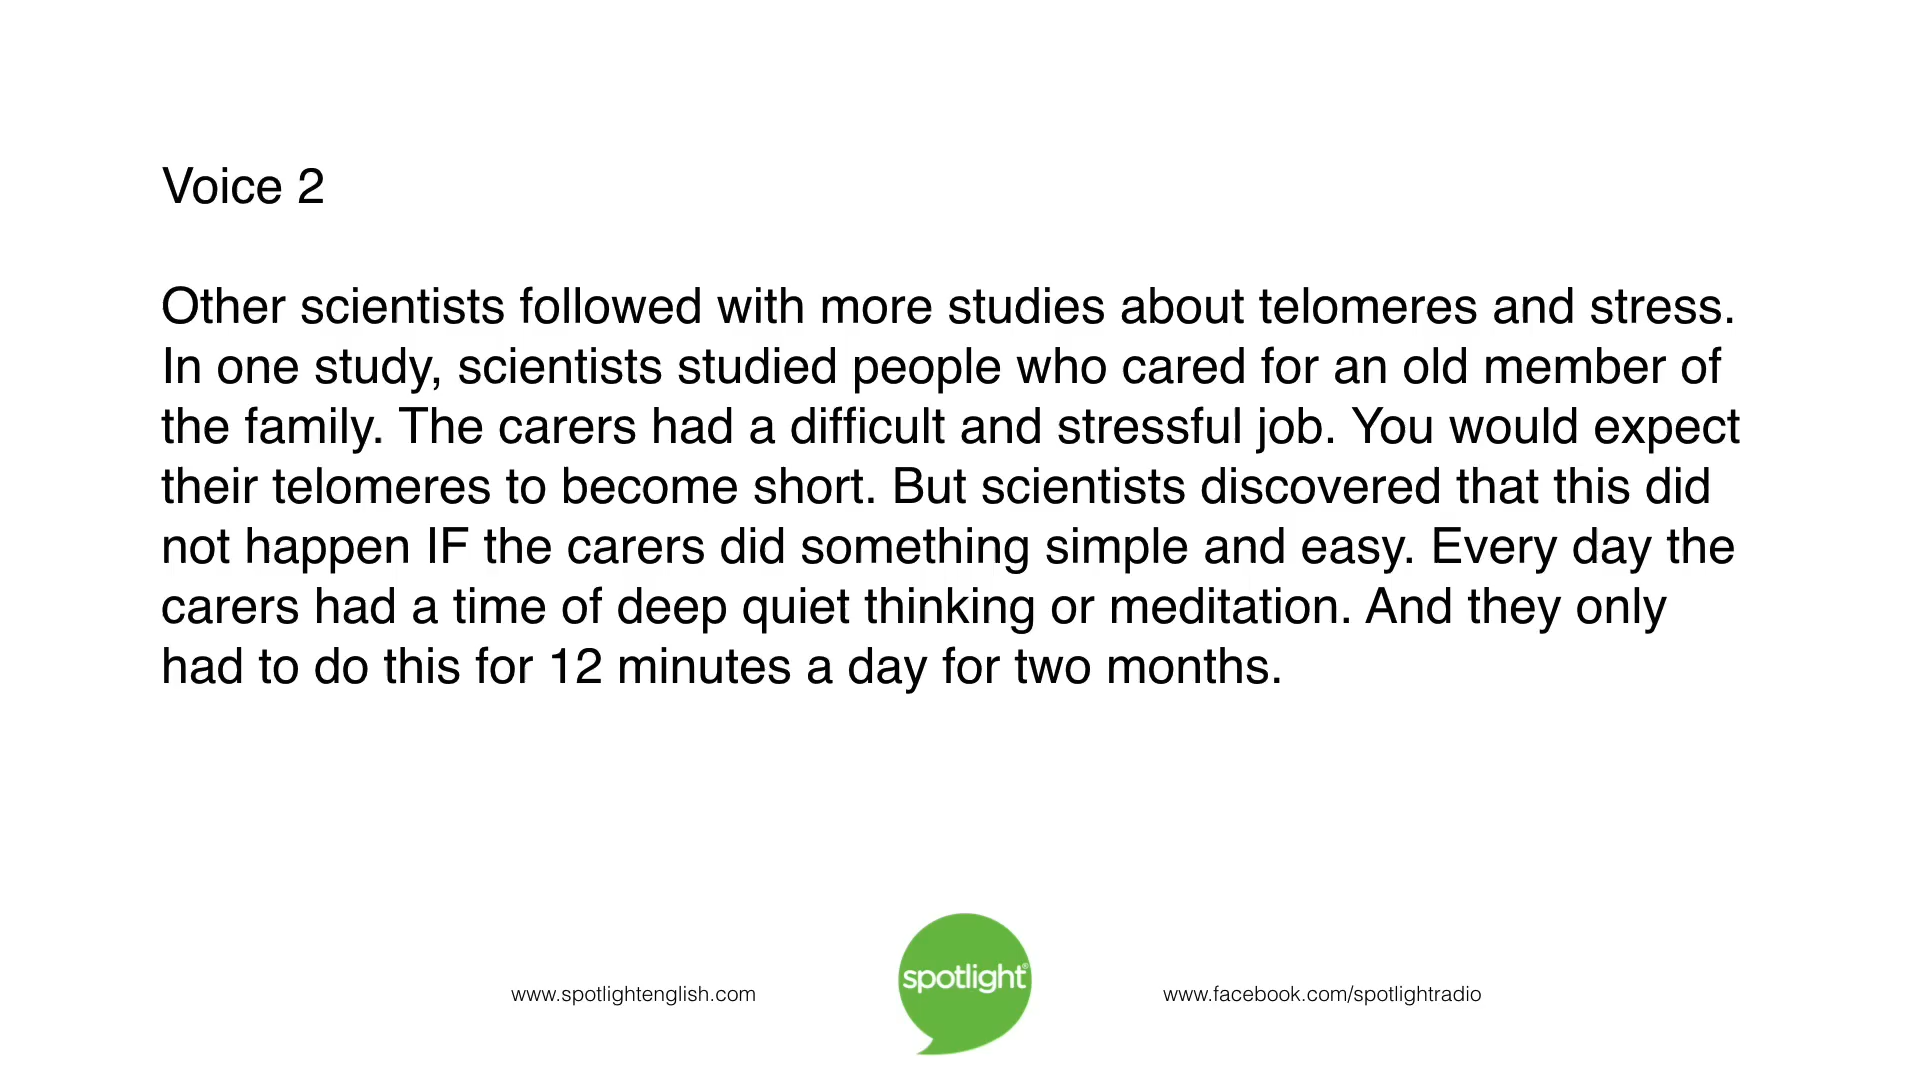 Voice 2
Other scientists followed with more studies about telomeres and stress.
In one study, scientists studied people who cared for an old member of
the family. The carers had a difficult and stressful job. You would expect
their telomeres to become short. But scientists discovered that this did
not happen IF the carers did something simple and easy. Every day the
carers had a time of deep quiet thinking or meditation. And they only
had to do this for 12 minutes a day for two months.
www.spotlightenglish.com
spotlight®
www.facebook.com/spotlightradio